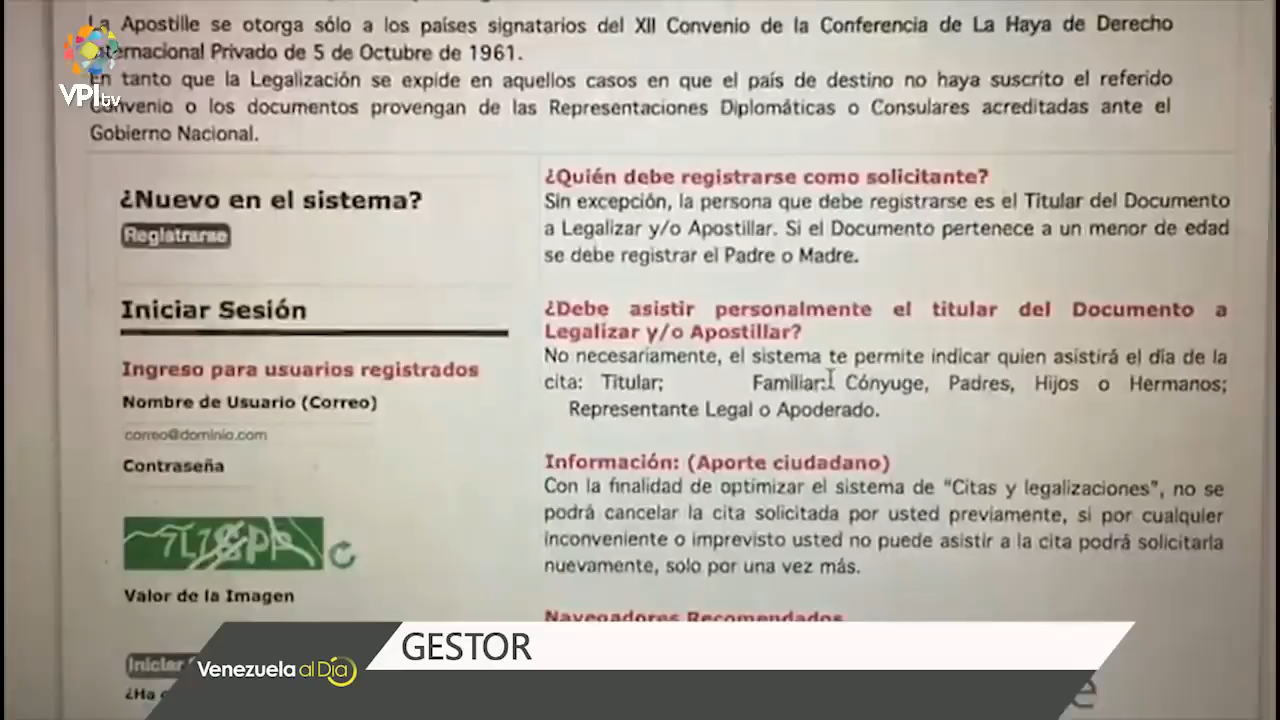 La Apostille se otorga sólo a los países signatarios del XII Convenio de la Conferencia de La Haya de Derecho
Internacional Privado de 5 de Octubre de 1961.
En tanto que la Legalización se expide en aquellos casos en que el país de destino no haya suscrito el referido
Convenio o los documentos provengan de las Representaciones Diplomáticas o Consulares acreditadas ante el
Gobierno Nacional.
VPItv
¿Nuevo en el sistema?
Registrarse
Iniciar Sesión
Ingreso para usuarios registrados
Nombre de Usuario (Correo)
correo@dominio.com
Contraseña
Valor de la Imagen
Iniciar
¿Ha
¿Quién debe registrarse como solicitante?
Sin excepción, la persona que debe registrarse es el Titular del Documento
a Legalizar y/o Apostillar. Si el Documento pertenece a un menor de edad
se debe registrar el Padre o Madre.
¿Debe asistir personalmente el titular del Documento a
Legalizar y/o Apostillar?
No necesariamente, el sistema te permite indicar quien asistirá el día de la
cita: Titular; Familiar: Cónyuge, Padres, Hijos o Hermanos;
Representante Legal o Apoderado.
Información: (Aporte ciudadano)
Con la finalidad de optimizar el sistema de "Citas y legalizaciones", no se
podrá cancelar la cita solicitada por usted previamente, si por cualquier
inconveniente o imprevisto usted no puede asistir a la cita podrá solicitarla
nuevamente, solo por una vez más.
Navegadores Recomendados
GESTOR
Venezuela al Día